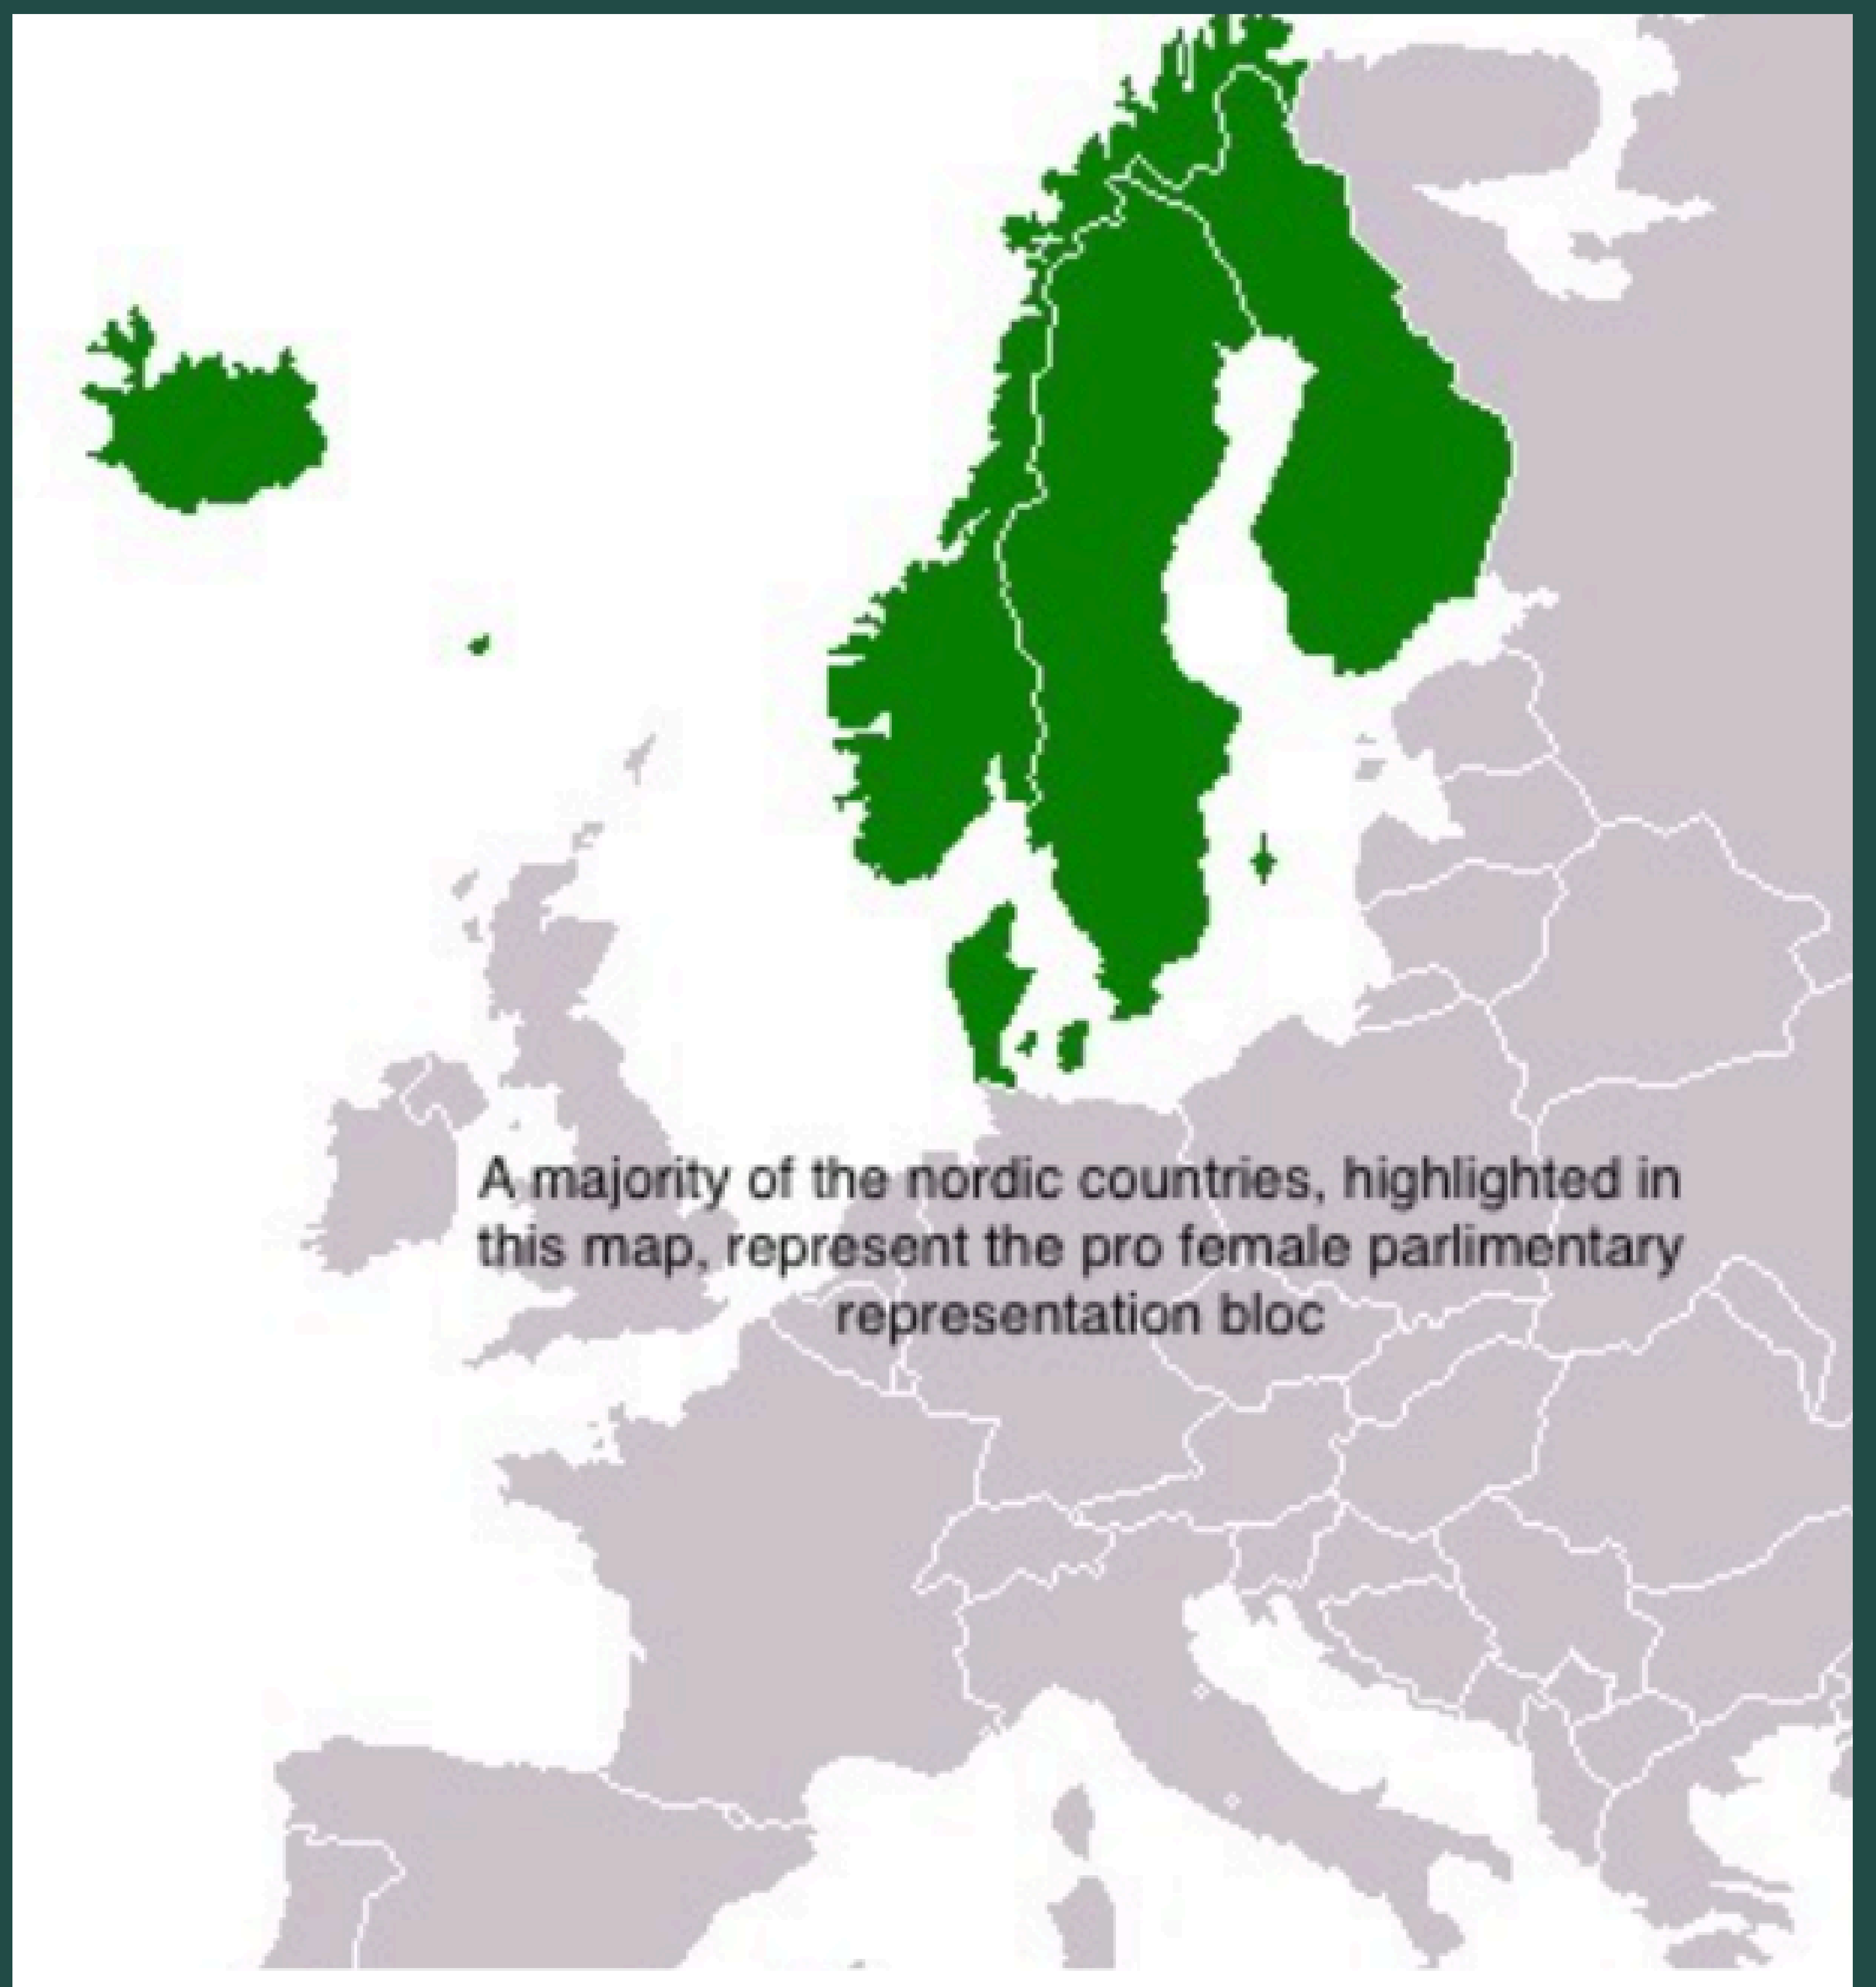 A majority of the nordic countries, highlighted in
this map, represent the pro female parlimentary
representation bloc